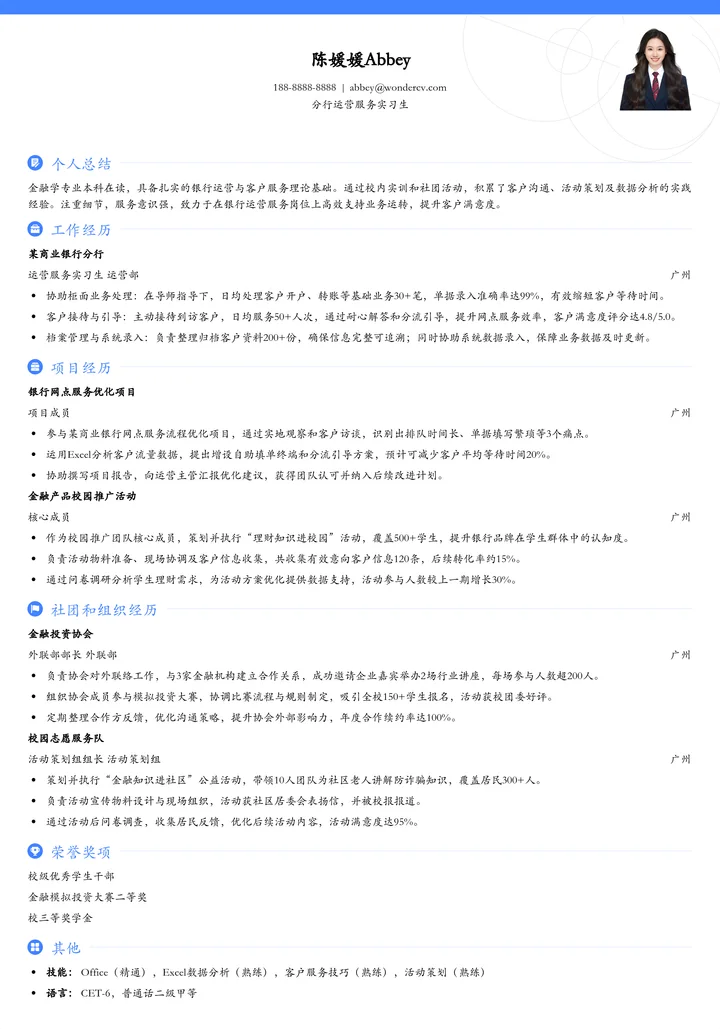 陈媛媛Abbey
188-8888-8888 | abbey@wondercv.com
分行运营服务实习生
个人总结
金融学专业本科在读，具备扎实的银行运营与客户服务理论基础。通过校内实训和社团活动，积累了客户沟通、活动策划及数据分析的实践
经验。注重细节，服务意识强，致力于在银行运营服务岗位上高效支持业务运转，提升客户满意度。
工作经历
某商业银行分行
运营服务实习生 运营部 广州
• 协助柜面业务处理：在导师指导下，日均处理客户开户、转账等基础业务30+笔，单据录入准确率达99%，有效缩短客户等待时间。
• 客户接待与引导：主动接待到访客户，日均服务50+人次，通过耐心解答和分流引导，提升网点服务效率，客户满意度评分达4.8/5.0。
• 档案管理与系统录入：负责整理归档客户资料200+份，确保信息完整可追溯；同时协助系统数据录入，保障业务数据及时更新。
项目经历
银行网点服务优化项目
项目成员 广州
• 参与某商业银行网点服务流程优化项目，通过实地观察和客户访谈，识别出排队时间长、单据填写繁琐等3个痛点。
• 运用Excel分析客户流量数据，提出增设自助填单终端和分流引导方案，预计可减少客户平均等待时间20%。
• 协助撰写项目报告，向运营主管汇报优化建议，获得团队认可并纳入后续改进计划。
金融产品校园推广活动
核心成员 广州
• 作为校园推广团队核心成员，策划并执行“理财知识进校园”活动，覆盖500+学生，提升银行品牌在学生群体中的认知度。
• 负责活动物料准备、现场协调及客户信息收集，共收集有效意向客户信息120条，后续转化率约15%。
• 通过问卷调研分析学生理财需求，为活动方案优化提供数据支持，活动参与人数较上一期增长30%。
社团和组织经历
金融投资协会
外联部部长 外联部 广州
• 负责协会对外联络工作，与3家金融机构建立合作关系，成功邀请企业嘉宾举办2场行业讲座，每场参与人数超200人。
• 组织协会成员参与模拟投资大赛，协调比赛流程与规则制定，吸引全校150+学生报名，活动获校团委好评。
• 定期整理合作方反馈，优化沟通策略，提升协会外部影响力，年度合作续约率达100%。
校园志愿服务队
活动策划组组长 活动策划组 广州
• 策划并执行“金融知识进社区”公益活动，带领10人团队为社区老人讲解防诈骗知识，覆盖居民300+人。
• 负责活动宣传物料设计与现场组织，活动获社区居委会表扬信，并被校报报道。
• 通过活动后问卷调查，收集居民反馈，优化后续活动内容，活动满意度达95%。
荣誉奖项
校级优秀学生干部
金融模拟投资大赛二等奖
校三等奖学金
其他
• 技能： Office（精通），Excel数据分析（熟练），客户服务技巧（熟练），活动策划（熟练）
• 语言： CET-6，普通话二级甲等